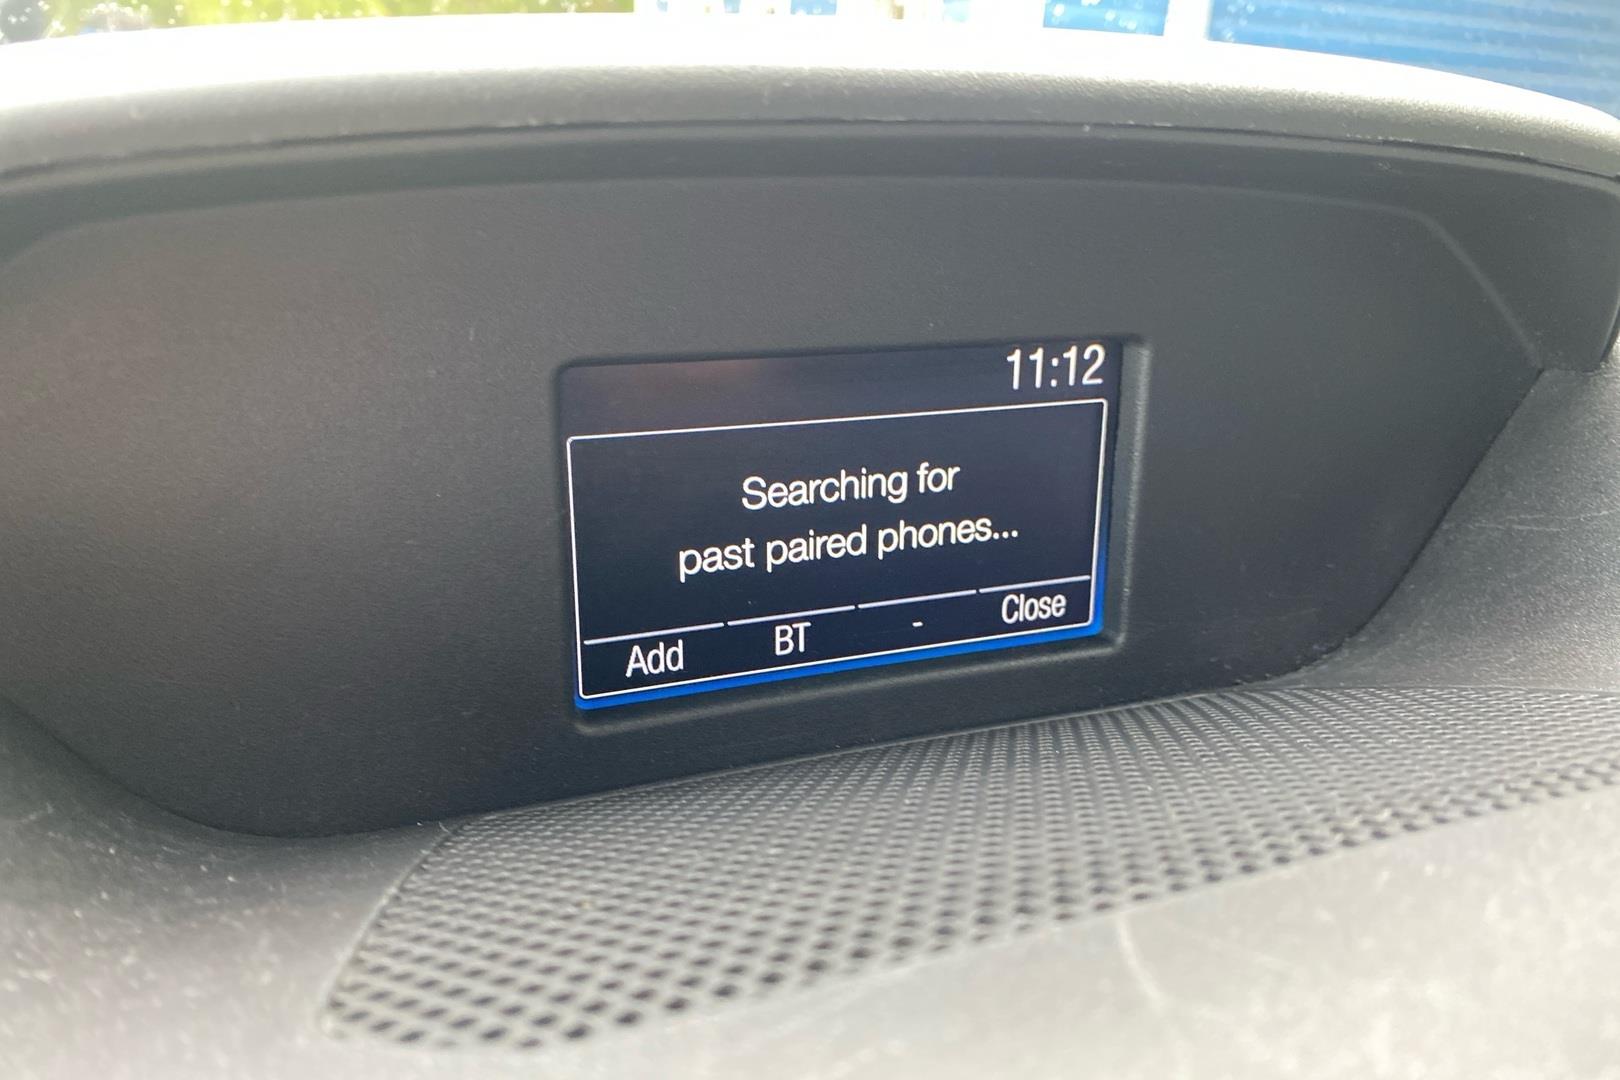 11:12
Searching for
past paired phones...
Add BT - Close